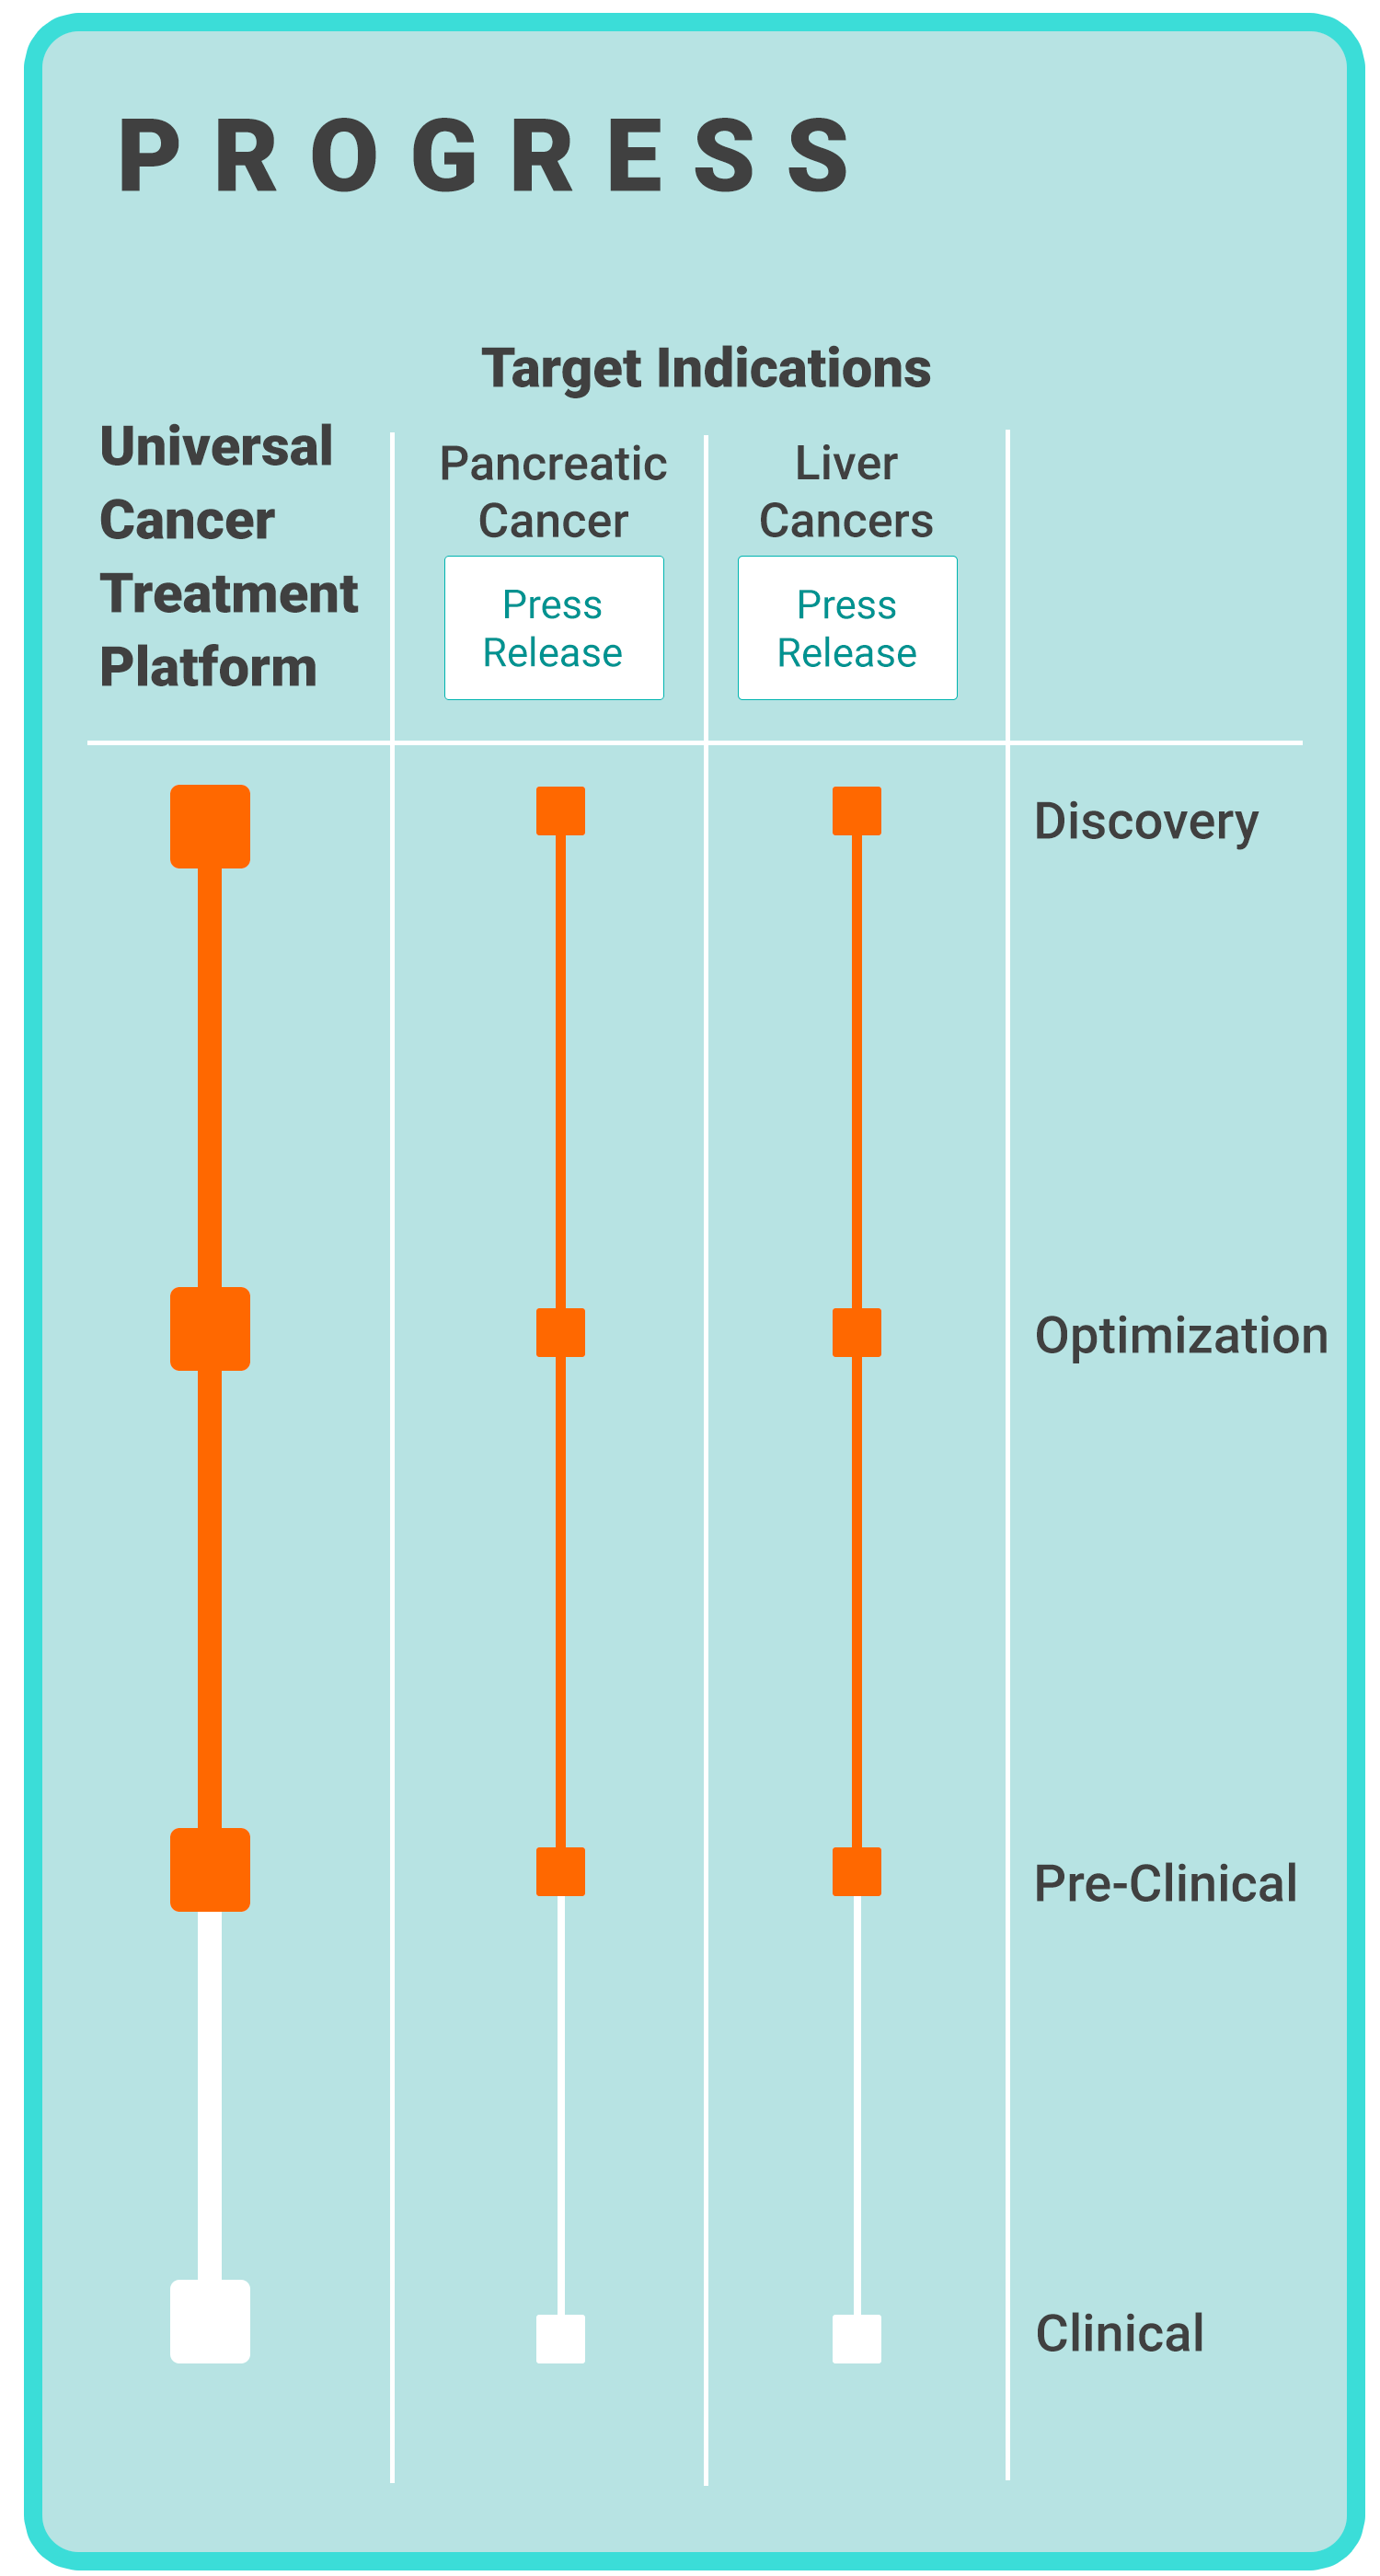 PROGRESS
Target Indications
Universal
Cancer
Treatment
Platform
Pancreatic
Cancer
Press
Release
Liver
Cancers
Press
Release
Discovery
Optimization
Pre-Clinical
Clinical